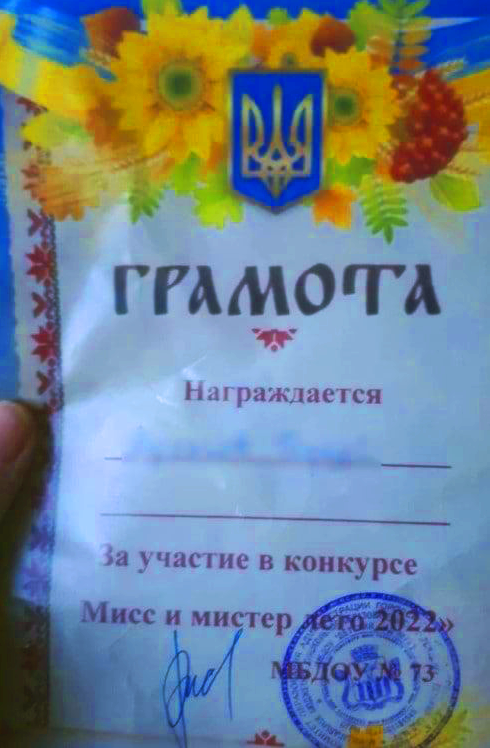 ГРАМОТА
Награждается
За участие в конкурсе
Мисс и мистер лето 2022»
МБДОУ № 73